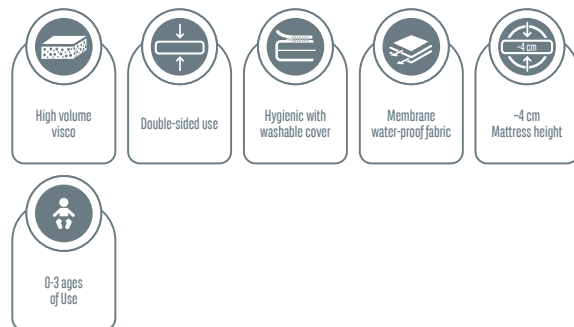 ~4 cm
High volume
visco
Double-sided use
Hygienic with
washable cover
Membrane
water-proof fabric
~4 cm
Mattress height
0-3 ages
of Use